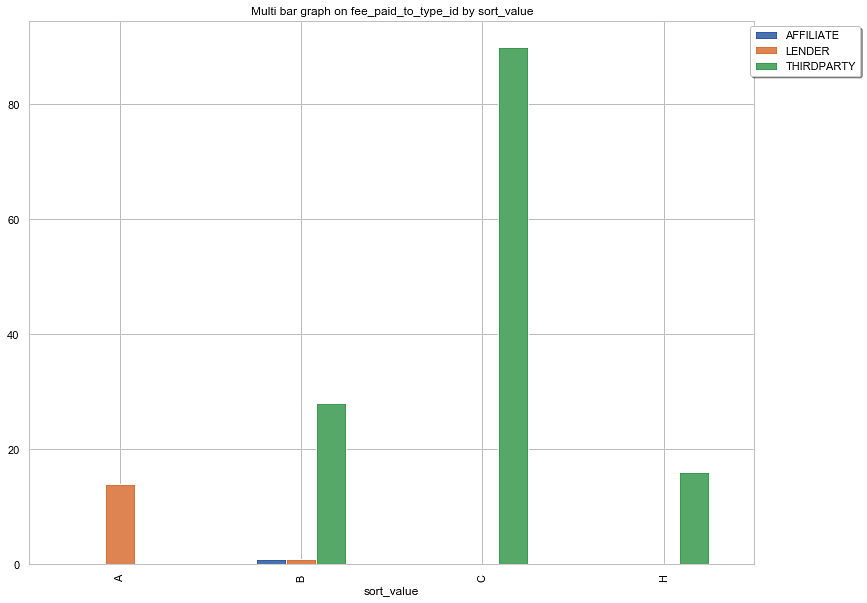 Multi bar graph on fee_paid_to_type_id by sort_value
AFFILIATE
LENDER
THIRDPARTY
80
60
40
20
0
A
B
C
H
sort_value